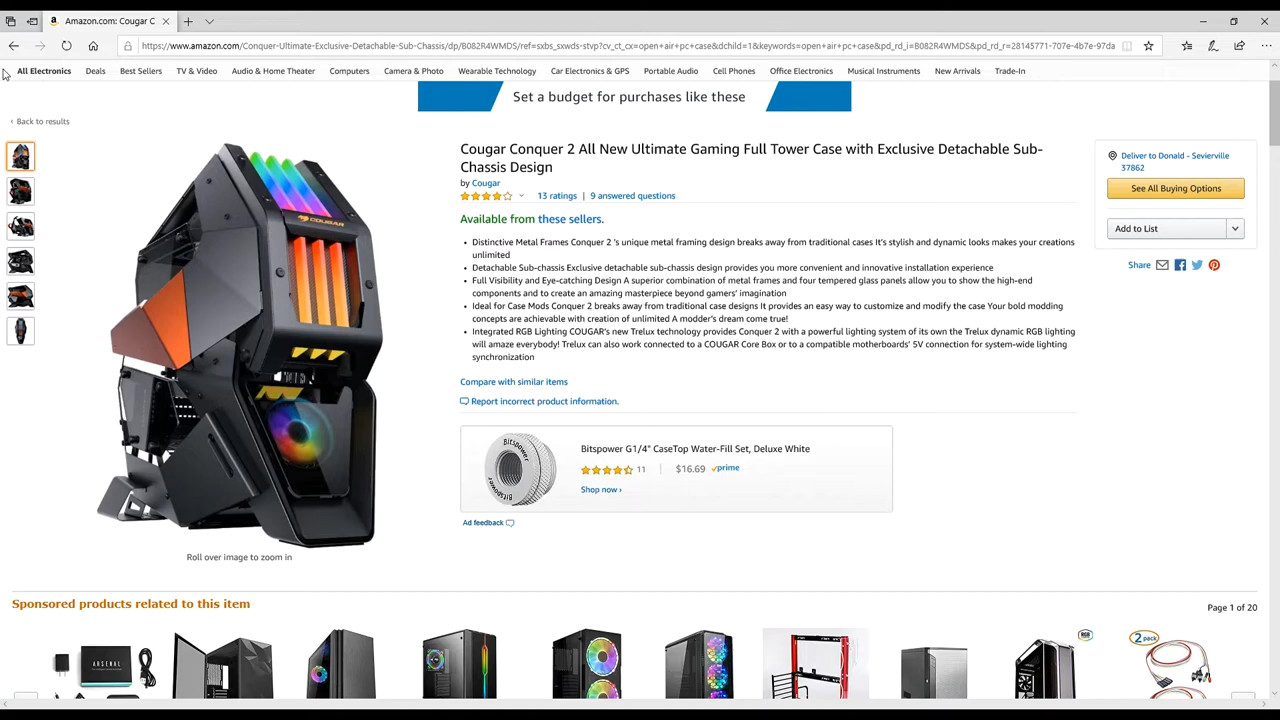 Amazon.com: Cougar C
https://www.amazon.com/Conquer-Ultimate-Exclusive-Detachable-Sub-Chassis/dp/B082R4WMDS/ref=sxbs_sxwds-stvp?cv_ct_cx=open+air+pc+case&dchild=1&keywords=open+air+pc+case&pd_rd_i=B082R4WMDS&pd_rd_r=28145771-707e-4b7e-97da
All Electronics Deals Best Sellers TV & Video Audio & Home Theater Computers Camera & Photo Wearable Technology Car Electronics & GPS Portable Audio Cell Phones Office Electronics Musical Instruments New Arrivals Trade-In
Set a budget for purchases like these
‹ Back to results
COUGAR
Cougar Conquer 2 All New Ultimate Gaming Full Tower Case with Exclusive Detachable Sub-
Chassis Design
by Cougar
13 ratings | 9 answered questions
Available from these sellers.
• Distinctive Metal Frames Conquer 2 's unique metal framing design breaks away from traditional cases It's stylish and dynamic looks makes your creations
unlimited
• Detachable Sub-chassis Exclusive detachable sub-chassis design provides you more convenient and innovative installation experience
• Full Visibility and Eye-catching Design A superior combination of metal frames and four tempered glass panels allow you to show the high-end
components and to create an amazing masterpiece beyond gamers' imagination
• Ideal for Case Mods Conquer 2 breaks away from traditional case designs It provides an easy way to customize and modify the case Your bold modding
concepts are achievable with creation of unlimited A modder's dream come true!
• Integrated RGB Lighting COUGAR's new Trelux technology provides Conquer 2 with a powerful lighting system of its own the Trelux dynamic RGB lighting
will amaze everybody! Trelux can also work connected to a COUGAR Core Box or to a compatible motherboards' 5V connection for system-wide lighting
synchronization
Compare with similar items
Report incorrect product information.
Bitspower
Bitspower
Bitspower G1/4" CaseTop Water-Fill Set, Deluxe White
11 | $16.69 prime
Shop now ›
Ad feedback
Deliver to Donald - Sevierville
37862
See All Buying Options
Add to List
Share
Roll over image to zoom in
Sponsored products related to this item
Page 1 of 20
ARSENAL
RGB
2 pack